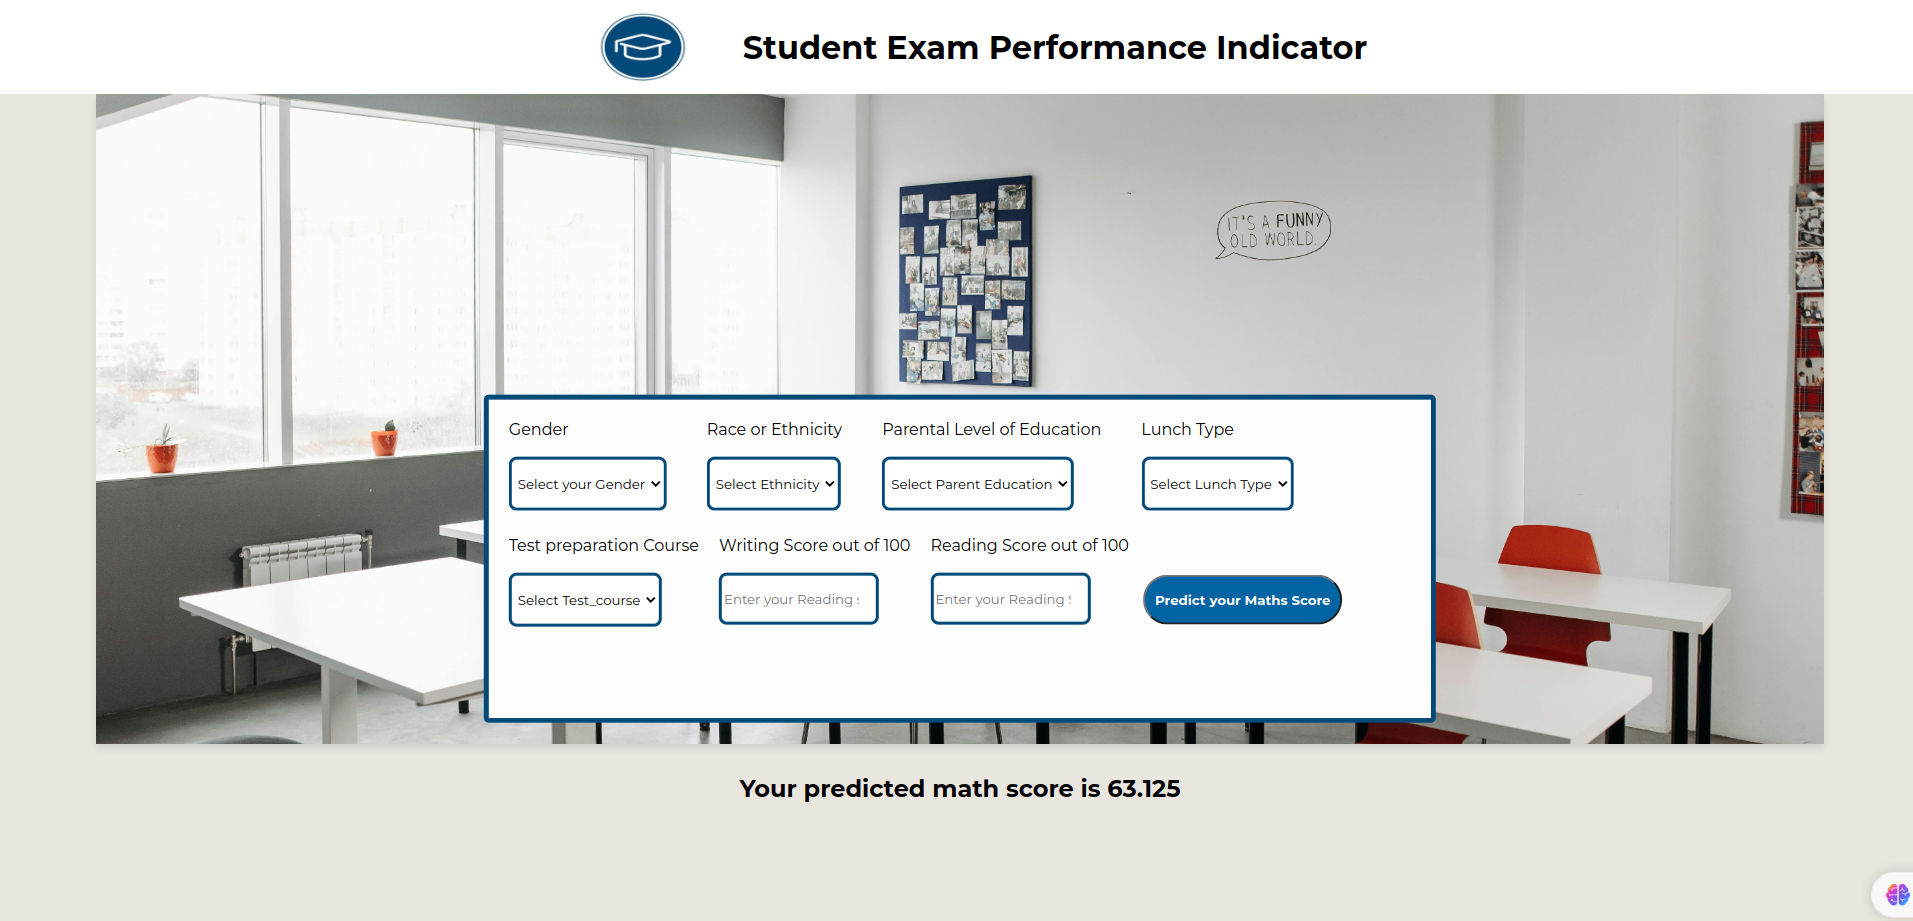 Student Exam Performance Indicator
IT'S A FUNNY
OLD WORLD.
Gender
Race or Ethnicity
Parental Level of Education
Lunch Type
Select your Gender
Select Ethnicity
Select Parent Education
Select Lunch Type
Test preparation Course
Writing Score out of 100
Reading Score out of 100
Select Test_course
Enter your Reading
Enter your Reading
Predict your Maths Score
Your predicted math score is 63.125